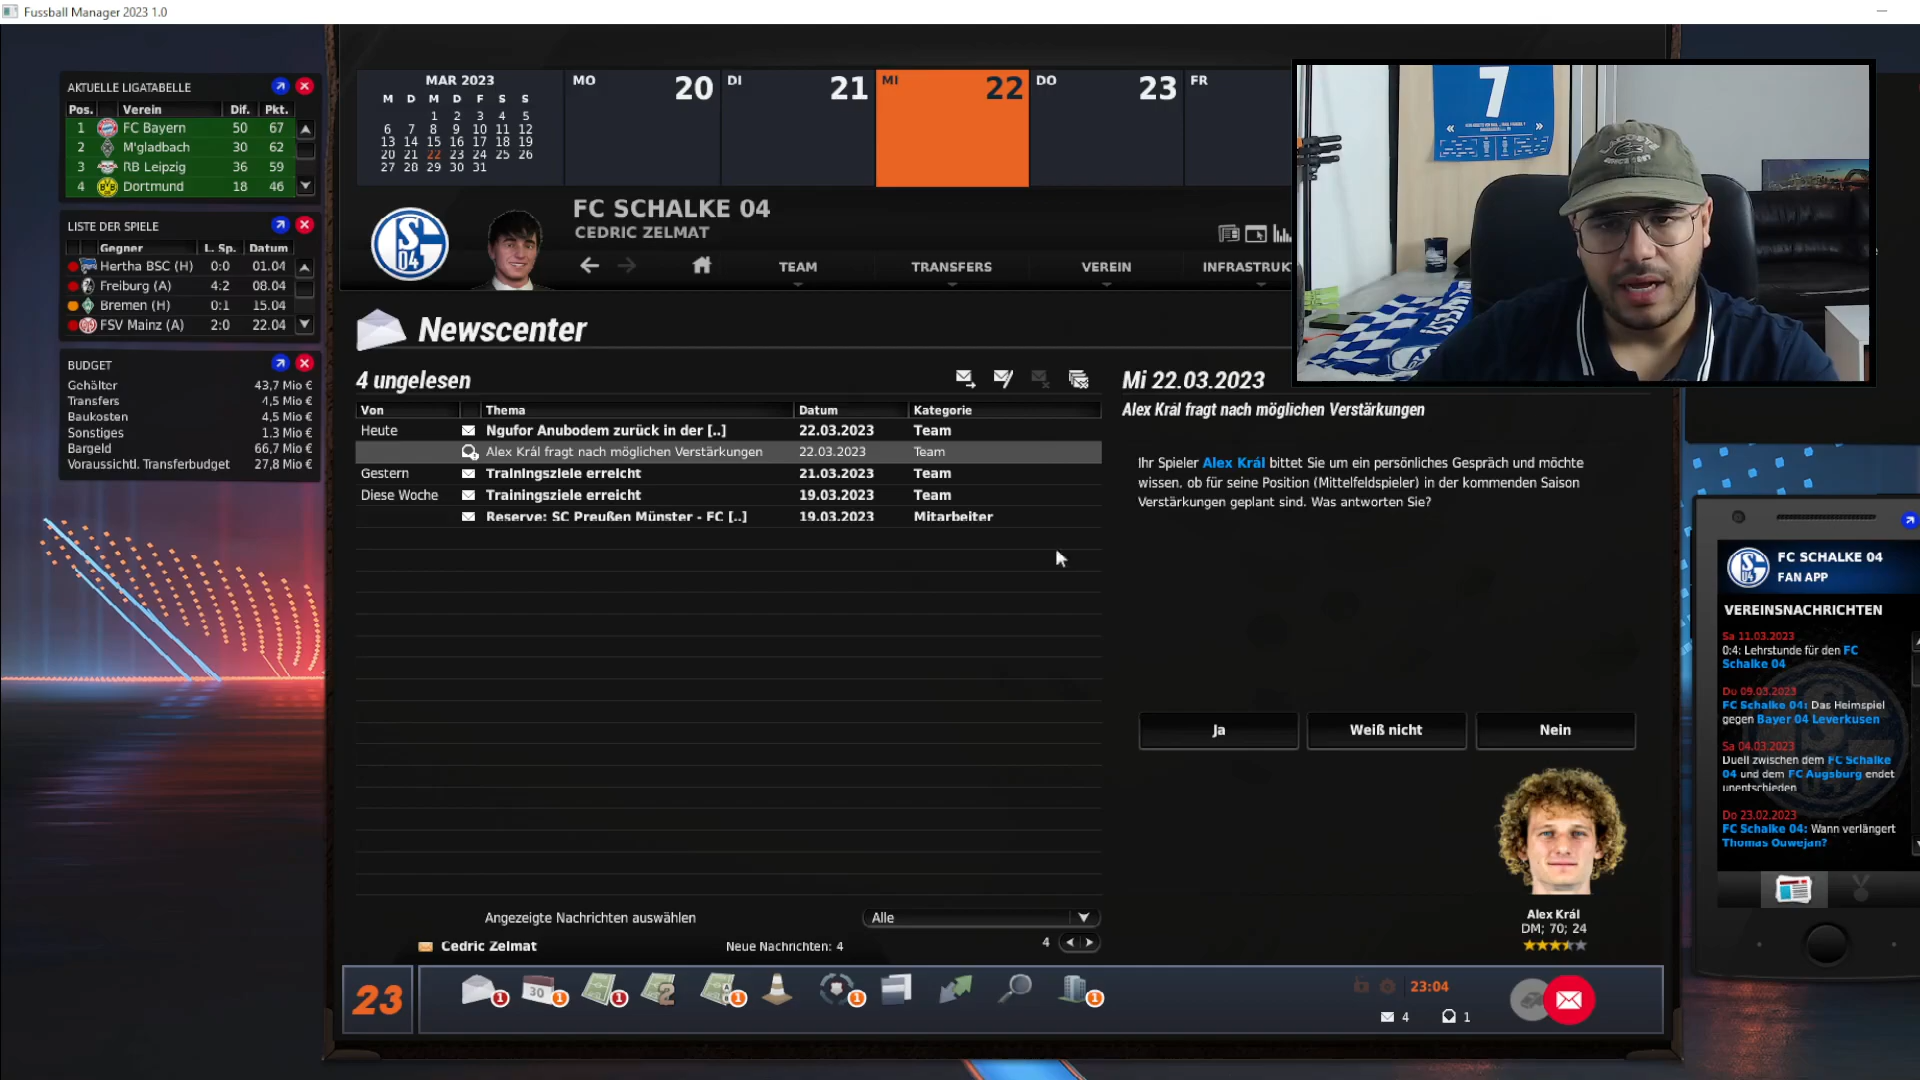 Fussball Manager 2023 1.0
AKTUELLE LIGATABELLE
Pos. Verein Dif. Pkt.
1 FC Bayern 50 67
2 M'gladbach 30 62
3 RB Leipzig 36 59
4 Dortmund 18 46
LISTE DER SPIELE
Gegner L. Sp. Datum
Hertha BSC (H) 0:0 01.04
Freiburg (A) 4:2 08.04
Bremen (H) 0:1 15.04
FSV Mainz (A) 2:0 22.04
BUDGET
Gehälter 43,7 Mio €
Transfers 4,5 Mio €
Baukosten 4,5 Mio €
Sonstiges 1.3 Mio €
Bargeld 66,7 Mio €
Voraussichtl. Transferbudget 27,8 Mio €
MAR 2023
M D M D F S S
1 2 3 4 5
6 7 8 9 10 11 12
13 14 15 16 17 18 19
20 21 22 23 24 25 26
27 28 29 30 31
MO 20
DI 21
MI 22
DO 23
FR
FC SCHALKE 04
CEDRIC ZELMAT
TEAM TRANSFERS VEREIN INFRASTRUK
Newscenter
4 ungelesen
Von Thema Datum Kategorie
Heute Ngufor Anubodem zurück in der [..] 22.03.2023 Team
Alex Král fragt nach möglichen Verstärkungen 22.03.2023 Team
Gestern Trainingsziele erreicht 21.03.2023 Team
Diese Woche Trainingsziele erreicht 19.03.2023 Team
Reserve: SC Preußen Münster - FC [..] 19.03.2023 Mitarbeiter
Angezeigte Nachrichten auswählen Alle
Cedric Zelmat Neue Nachrichten: 4 4
Mi 22.03.2023
Alex Král fragt nach möglichen Verstärkungen
Ihr Spieler Alex Král bittet Sie um ein persönliches Gespräch und möchte
wissen, ob für seine Position (Mittelfeldspieler) in der kommenden Saison
Verstärkungen geplant sind. Was antworten Sie?
Ja Weiß nicht Nein
Alex Král
DM; 70; 24
7
FC SCHALKE 04
FAN APP
VEREINSNACHRICHTEN
Sa 11.03.2023
0:4: Lehrstunde für den FC
Schalke 04
Do 09.03.2023
FC Schalke 04: Das Heimspiel
gegen Bayer 04 Leverkusen
Sa 04.03.2023
Duell zwischen dem FC Schalke
04 und dem FC Augsburg endet
unentschieden
Do 23.02.2023
FC Schalke 04: Wann verlängert
Thomas Ouwejan?
23
1 30 1 1 2 1 1 1
23:04
4 1